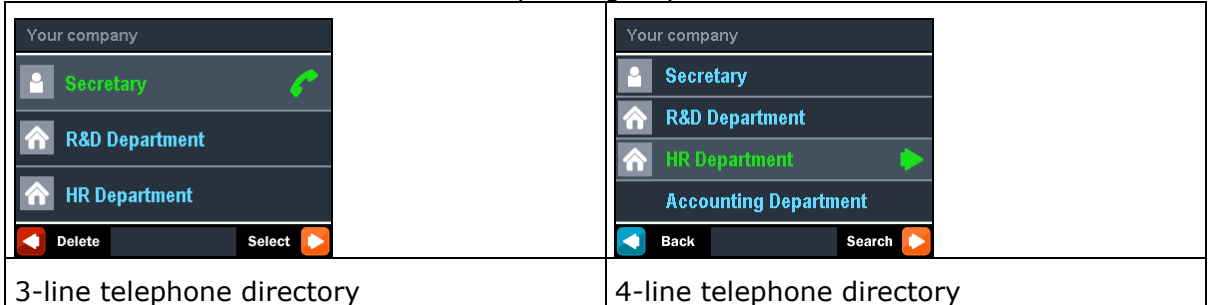 Your company
Secretary
R&D Department
HR Department
Delete Select
3-line telephone directory
Your company
Secretary
R&D Department
HR Department
Accounting Department
Back Search
4-line telephone directory